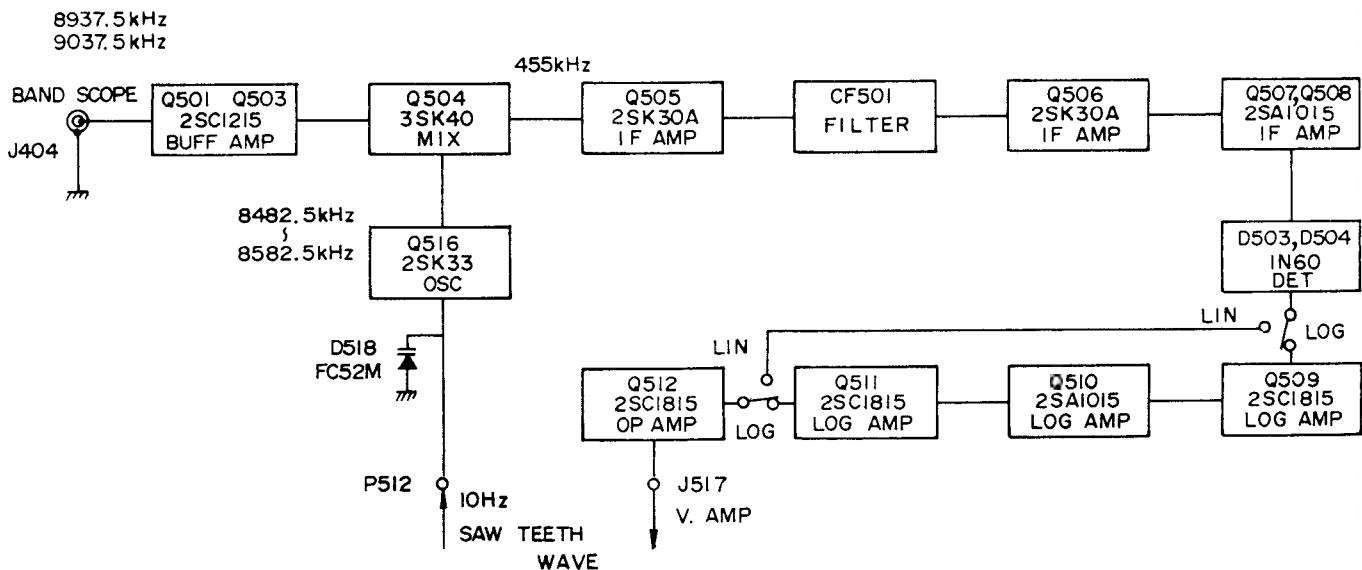 8937.5kHz
9037.5kHz
BAND SCOPE
J404
Q501 Q503
2SC1215
BUFF AMP
Q504
3SK40
MIX
455kHz
Q505
2SK30A
IF AMP
CF501
FILTER
Q506
2SK30A
IF AMP
Q507,Q508
2SA1015
IF AMP
8482.5kHz
~
8582.5kHz
Q516
2SK33
OSC
D503,D504
IN60
DET
LIN
LOG
D518
FC52M
LIN
Q512
2SC1815
OP AMP
LOG
Q511
2SC1815
LOG AMP
Q510
2SA1015
LOG AMP
Q509
2SC1815
LOG AMP
P512
10Hz
SAW TEETH
WAVE
J517
V. AMP